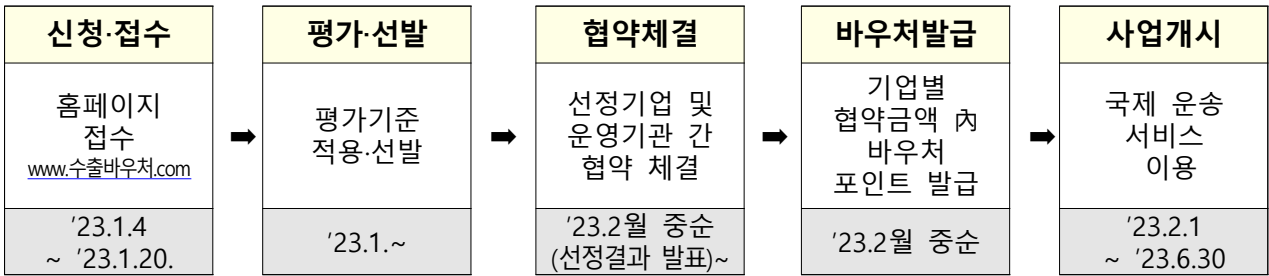 신청·접수
홈페이지
접수
www.수출바우처.com
'23.1.4
~ '23.1.20.
➡
평가·선발
평가기준
적용·선발
'23.1.~
➡
협약체결
선정기업 및
운영기관 간
협약 체결
'23.2월 중순
(선정결과 발표)~
➡
바우처발급
기업별
협약금액 內
바우처
포인트 발급
'23.2월 중순
➡
사업개시
국제 운송
서비스
이용
'23.2.1
~ '23.6.30